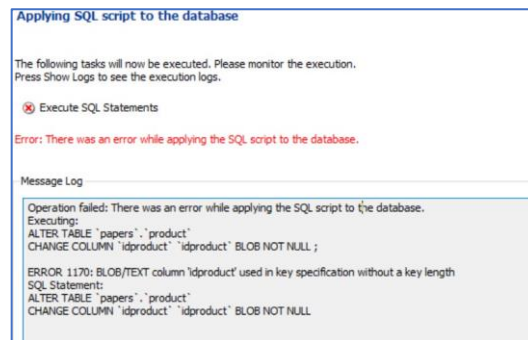 Applying SQL script to the database
The following tasks will now be executed. Please monitor the execution.
Press Show Logs to see the execution logs.
Execute SQL Statements
Error: There was an error while applying the SQL script to the database.
Message Log
Operation failed: There was an error while applying the SQL script to the database.
Executing:
ALTER TABLE `papers`.`product`
CHANGE COLUMN `idproduct` `idproduct` BLOB NOT NULL ;
ERROR 1170: BLOB/TEXT column 'idproduct' used in key specification without a key length
SQL Statement:
ALTER TABLE `papers`.`product`
CHANGE COLUMN `idproduct` `idproduct` BLOB NOT NULL